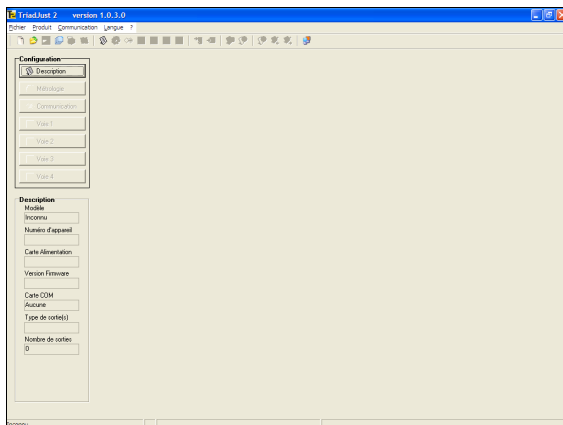 TriadJust 2 version 1.0.3.0
Fichier Produit Communication Langue ?
Configuration
Description
Métrologie
Communication
Voie 1
Voie 2
Voie 3
Voie 4
Description
Modèle
Inconnu
Numéro d'appareil
Carte Alimentation
Version Firmware
Carte COM
Aucune
Type de sortie(s)
Nombre de sorties
0
Inconnu